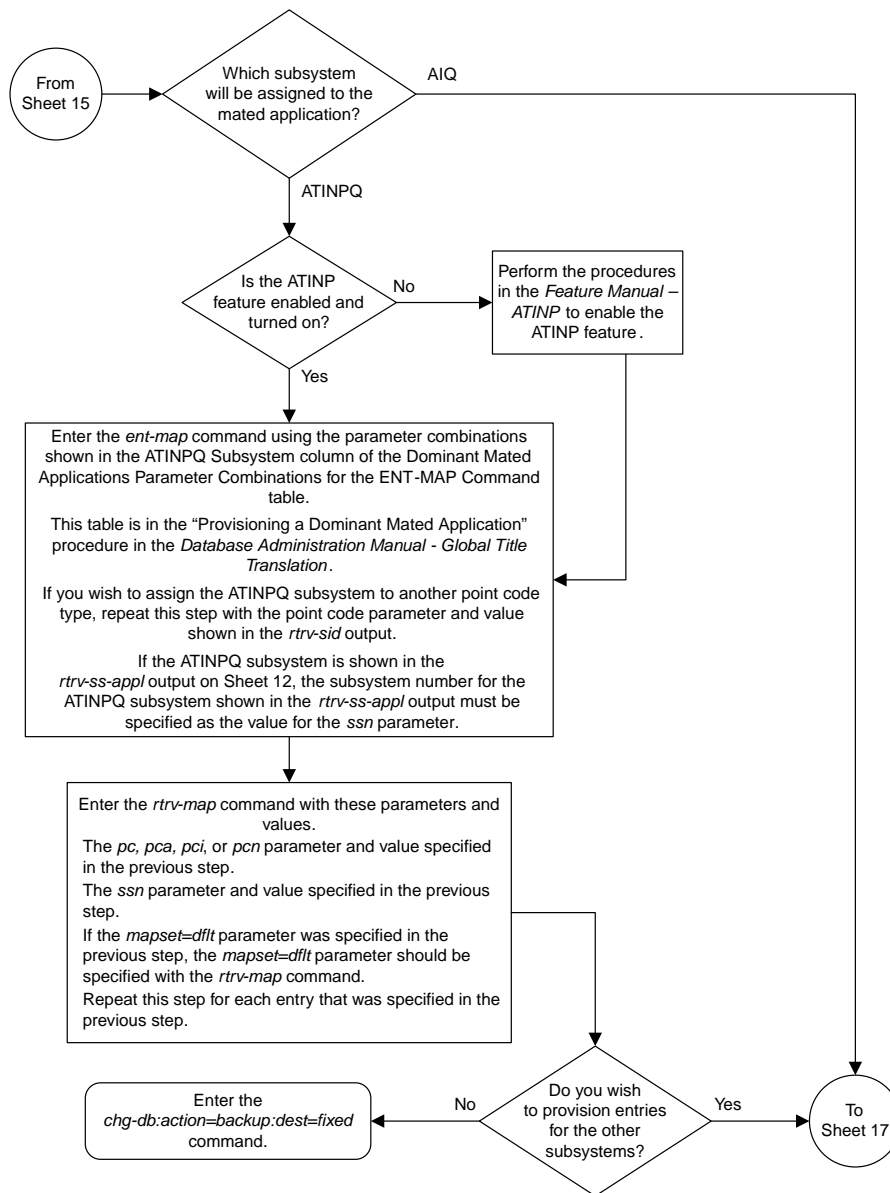 From
Sheet 15
Which subsystem
will be assigned to the
mated application?
AIQ
ATINPQ
Is the ATINP
feature enabled and
turned on?
No
Perform the procedures
in the Feature Manual –
ATINP to enable the
ATINP feature .
Yes
Enter the ent-map command using the parameter combinations
shown in the ATINPQ Subsystem column of the Dominant Mated
Applications Parameter Combinations for the ENT-MAP Command
table.
This table is in the “Provisioning a Dominant Mated Application”
procedure in the Database Administration Manual - Global Title
Translation .
If you wish to assign the ATINPQ subsystem to another point code
type, repeat this step with the point code parameter and value
shown in the rtrv-sid output.
If the ATINPQ subsystem is shown in the
rtrv-ss-appl output on Sheet 12, the subsystem number for the
ATINPQ subsystem shown in the rtrv-ss-appl output must be
specified as the value for the ssn parameter.
Enter the rtrv-map command with these parameters and
values.
The pc, pca, pci, or pcn parameter and value specified
in the previous step.
The ssn parameter and value specified in the previous
step.
If the mapset=dflt parameter was specified in the
previous step, the mapset=dflt parameter should be
specified with the rtrv-map command.
Repeat this step for each entry that was specified in the
previous step.
Do you wish
to provision entries
for the other
subsystems?
No
Yes
Enter the
chg-db:action=backup:dest=fixed
command.
To
Sheet 17